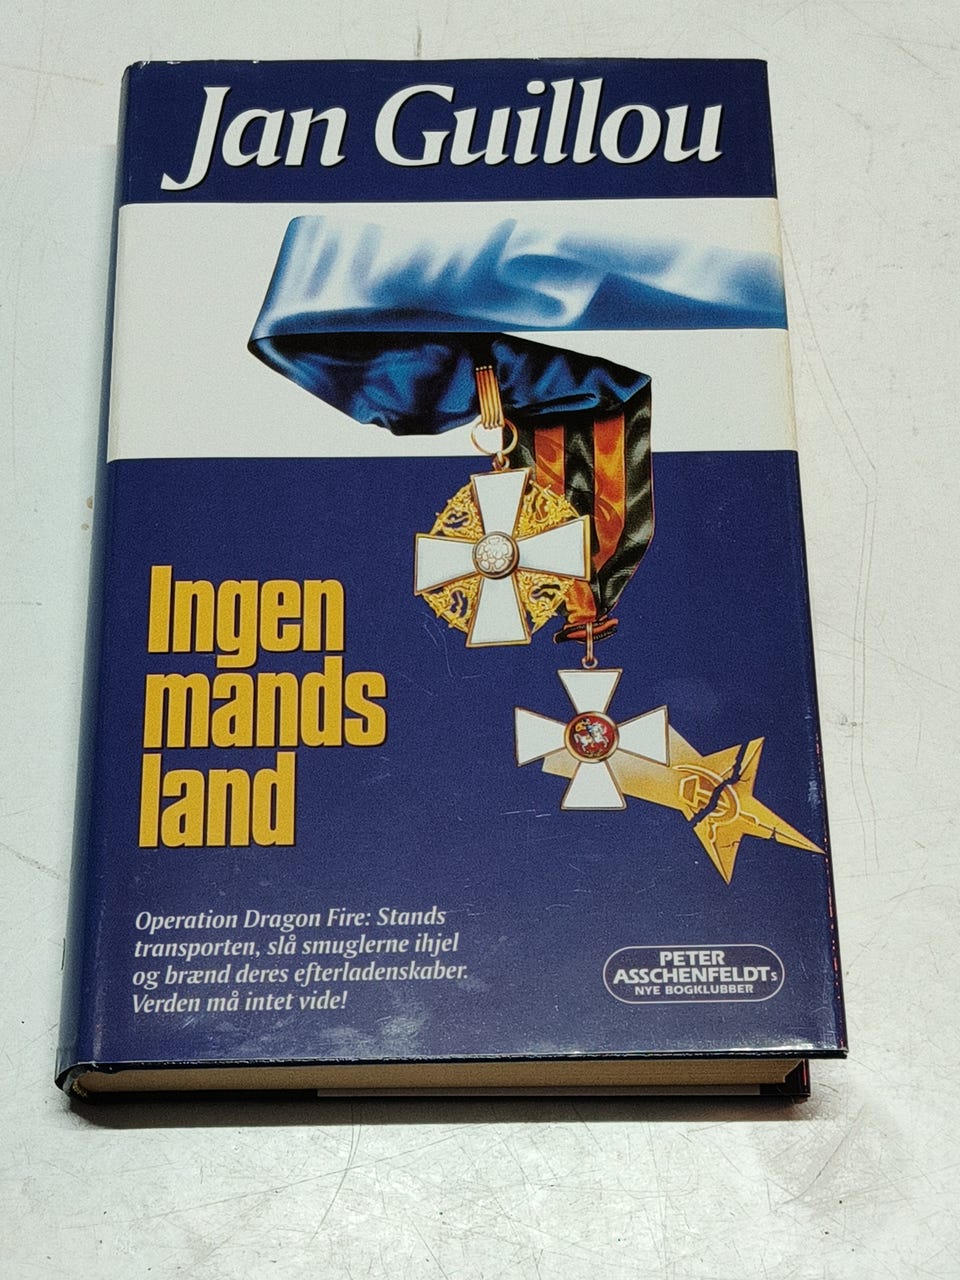 Jan Guillou
Ingen
mands
land
Operation Dragon Fire: Stands
transporten, slå smuglerne ihjel
og brænd deres efterladenskaber.
Verden må intet vide!
PETER
ASSCHENFELDTs
NYE BOGKLUBBER